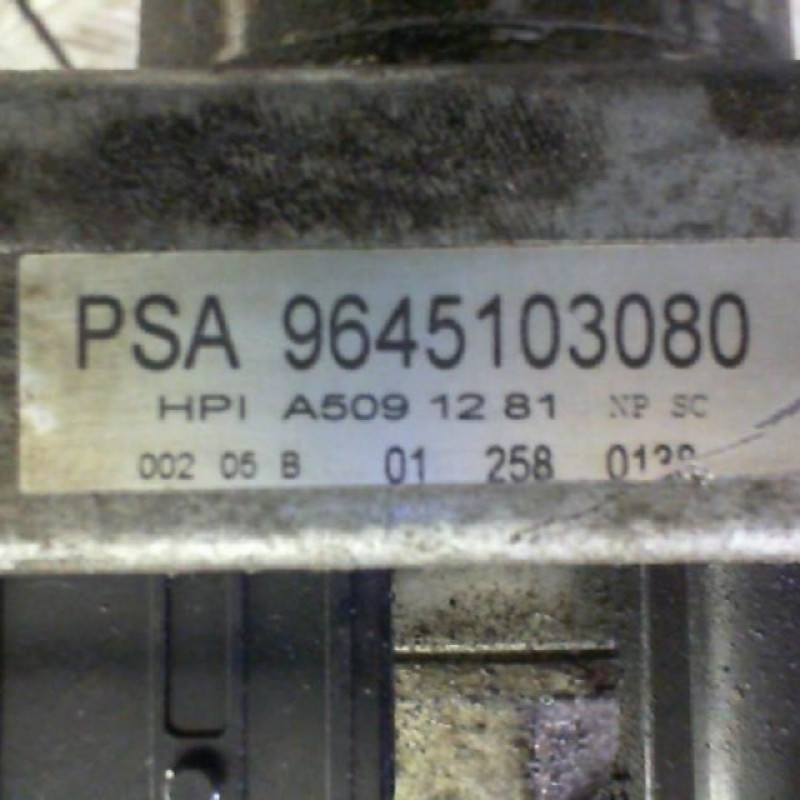 PSA 9645103080
HPI A509 12 81 NP SC
002 05 B 01 258